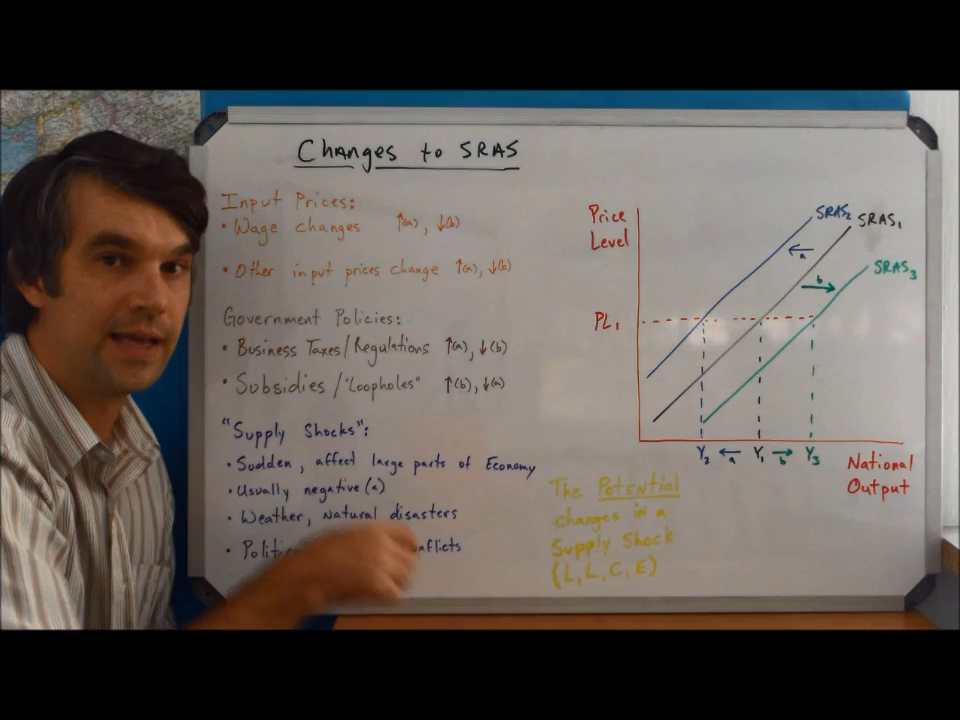 Changes to SRAS
Input Prices:
• Wage changes ↑(a), ↓(b)
• Other input prices change ↑(a), ↓(b)
Government Policies:
• Business Taxes/Regulations ↑(a), ↓(b)
• Subsidies/"Loopholes" ↑(b), ↓(a)
"Supply Shocks":
• Sudden, affect large parts of Economy
• Usually negative (a)
• Weather, Natural disasters
Price
Level
SRAS₂
SRAS₁
SRAS₃
a
b
PL₁
Y₂ ← a Y₁ → b Y₃
National
Output
The Potential
changes in a
Supply Shock
(L, L, C, E)